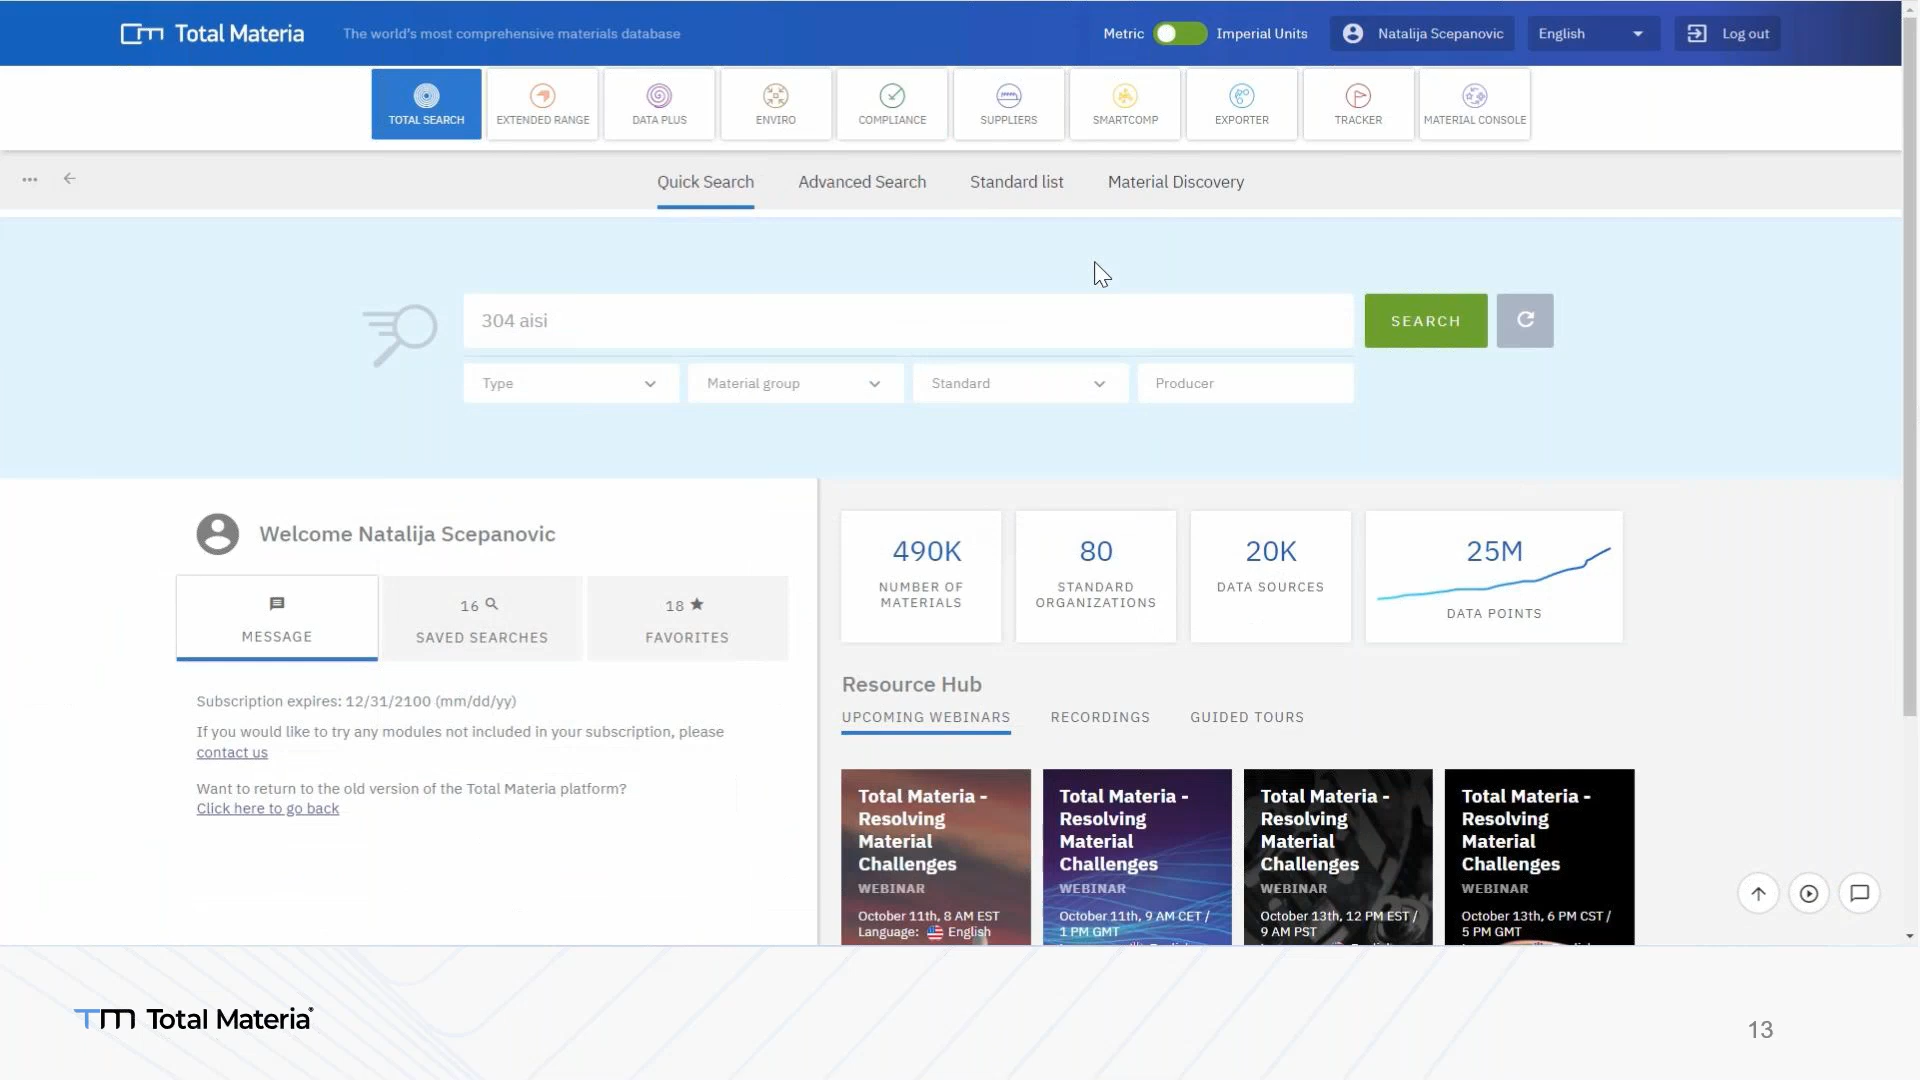 Total Materia
The world's most comprehensive materials database
Metric
Imperial Units
Natalija Scepanovic
English
Log out
TOTAL SEARCH
EXTENDED RANGE
DATA PLUS
ENVIRO
COMPLIANCE
SUPPLIERS
SMARTCOMP
EXPORTER
TRACKER
MATERIAL CONSOLE
Quick Search
Advanced Search
Standard list
Material Discovery
304 aisi
SEARCH
Type
Material group
Standard
Producer
Welcome Natalija Scepanovic
MESSAGE
16
SAVED SEARCHES
18
FAVORITES
Subscription expires: 12/31/2100 (mm/dd/yy)
If you would like to try any modules not included in your subscription, please
contact us
Want to return to the old version of the Total Materia platform?
Click here to go back
490K
NUMBER OF
MATERIALS
80
STANDARD
ORGANIZATIONS
20K
DATA SOURCES
25M
DATA POINTS
Resource Hub
UPCOMING WEBINARS
RECORDINGS
GUIDED TOURS
Total Materia -
Resolving
Material
Challenges
WEBINAR
October 11th, 8 AM EST
Language: English
Total Materia -
Resolving
Material
Challenges
WEBINAR
October 11th, 9 AM CET /
1 PM GMT
Total Materia -
Resolving
Material
Challenges
WEBINAR
October 13th, 12 PM EST /
9 AM PST
Total Materia -
Resolving
Material
Challenges
WEBINAR
October 13th, 6 PM CST /
5 PM GMT
TM Total Materia®
13